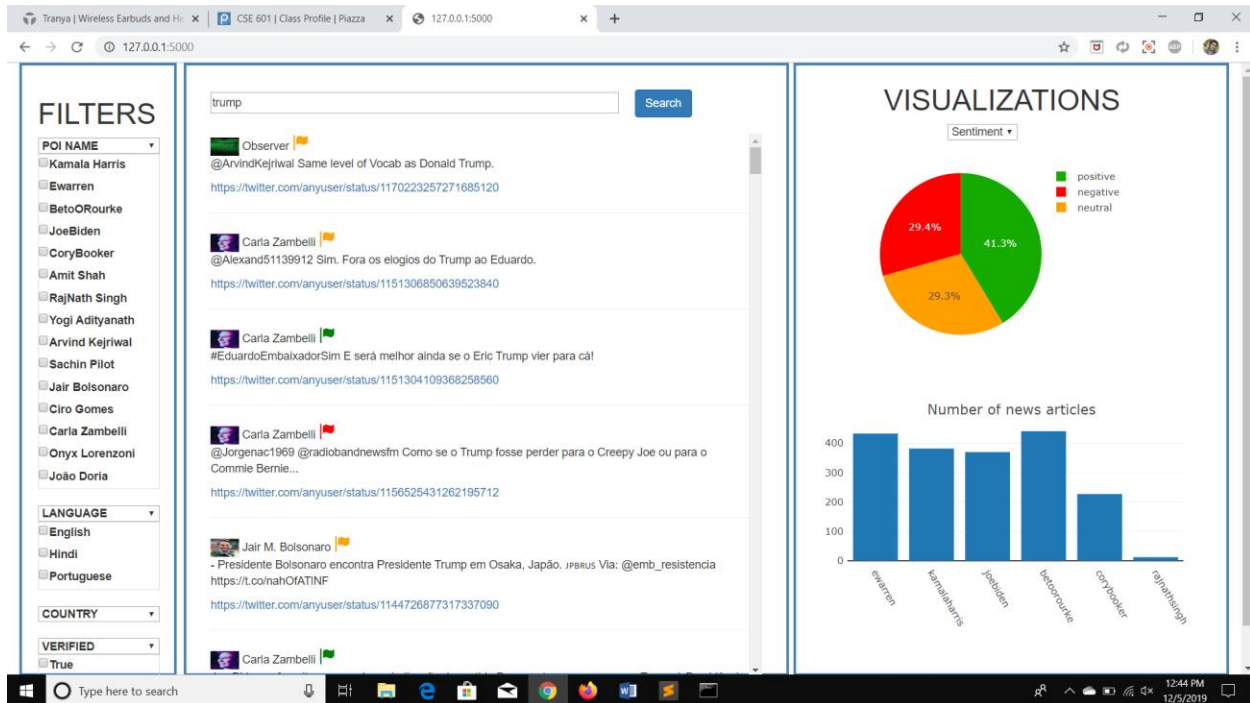 Tranya | Wireless Earbuds and He
CSE 601 | Class Profile | Piazza
127.0.0.1:5000
127.0.0.1:5000
ABP
FILTERS
POI NAME
Kamala Harris
Ewarren
BetoORourke
JoeBiden
CoryBooker
Amit Shah
RajNath Singh
Yogi Adityanath
Arvind Kejriwal
Sachin Pilot
Jair Bolsonaro
Ciro Gomes
Carla Zambelli
Onyx Lorenzoni
João Doria
LANGUAGE
English
Hindi
Portuguese
COUNTRY
VERIFIED
True
trump
Search
Observer
@ArvindKejriwal Same level of Vocab as Donald Trump.
https://twitter.com/anyuser/status/1170223257271685120
Carla Zambelli
@Alexand51139912 Sim. Fora os elogios do Trump ao Eduardo.
https://twitter.com/anyuser/status/1151306850639523840
Carla Zambelli
#EduardoEmbaixadorSim E será melhor ainda se o Eric Trump vier para cá!
https://twitter.com/anyuser/status/1151304109368258560
Carla Zambelli
@Jorgenac1969 @radiobandnewsfm Como se o Trump fosse perder para o Creepy Joe ou para o
Commie Bernie...
https://twitter.com/anyuser/status/1156525431262195712
Jair M. Bolsonaro
- Presidente Bolsonaro encontra Presidente Trump em Osaka, Japão. JPBRUS Via: @emb_resistencia
https://t.co/nahOfATlNF
https://twitter.com/anyuser/status/1144726877317337090
Carla Zambelli
VISUALIZATIONS
Sentiment
positive
negative
neutral
29.4%
41.3%
29.3%
Number of news articles
400
300
200
100
0
ewarren
kamalaharris
joebiden
betoorourke
corybooker
rajnathsingh
Type here to search
12:44 PM
12/5/2019